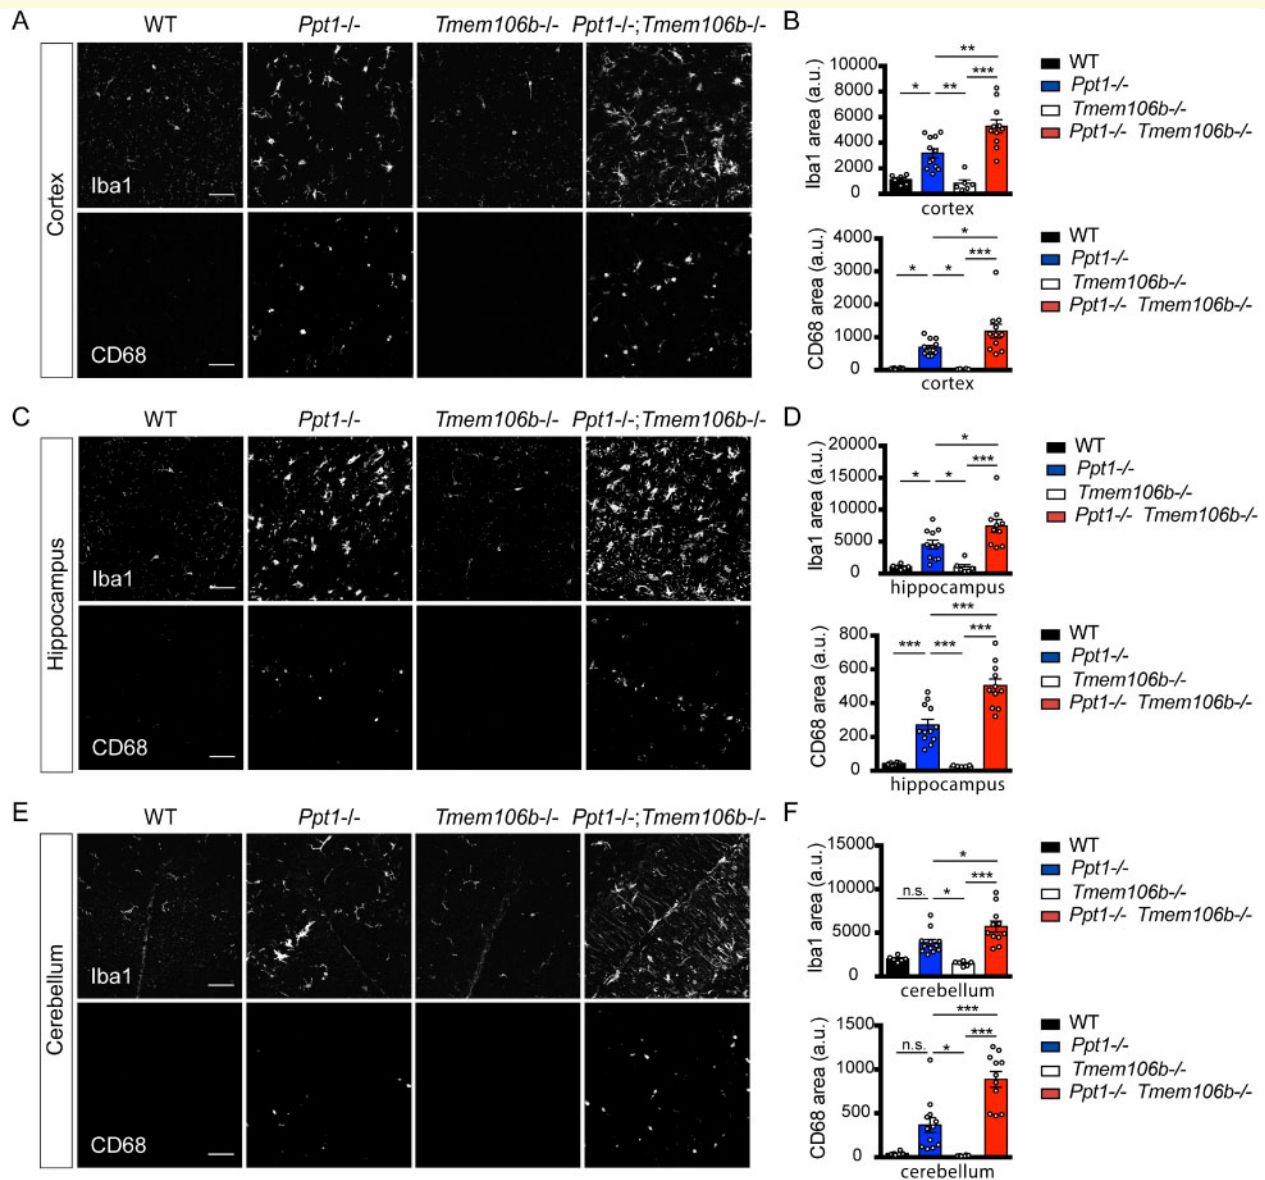 A
WT Ppt1-/- Tmem106b-/- Ppt1-/-;Tmem106b-/-
Cortex
Iba1
CD68
B
** 
* ** ***
Iba1 area (a.u.)
10000
8000
6000
4000
2000
0
cortex
WT
Ppt1-/-
Tmem106b-/-
Ppt1-/- Tmem106b-/-
*
* * ***
CD68 area (a.u.)
4000
3000
2000
1000
0
cortex
WT
Ppt1-/-
Tmem106b-/-
Ppt1-/- Tmem106b-/-
C
WT Ppt1-/- Tmem106b-/- Ppt1-/-;Tmem106b-/-
Hippocampus
Iba1
CD68
D
*
* * ***
Iba1 area (a.u.)
20000
15000
10000
5000
0
hippocampus
WT
Ppt1-/-
Tmem106b-/-
Ppt1-/- Tmem106b-/-
***
*** *** ***
CD68 area (a.u.)
800
600
400
200
0
hippocampus
WT
Ppt1-/-
Tmem106b-/-
Ppt1-/- Tmem106b-/-
E
WT Ppt1-/- Tmem106b-/- Ppt1-/-;Tmem106b-/-
Cerebellum
Iba1
CD68
F
*
n.s. * ***
Iba1 area (a.u.)
15000
10000
5000
0
cerebellum
WT
Ppt1-/-
Tmem106b-/-
Ppt1-/- Tmem106b-/-
***
n.s. * ***
CD68 area (a.u.)
1500
1000
500
0
cerebellum
WT
Ppt1-/-
Tmem106b-/-
Ppt1-/- Tmem106b-/-